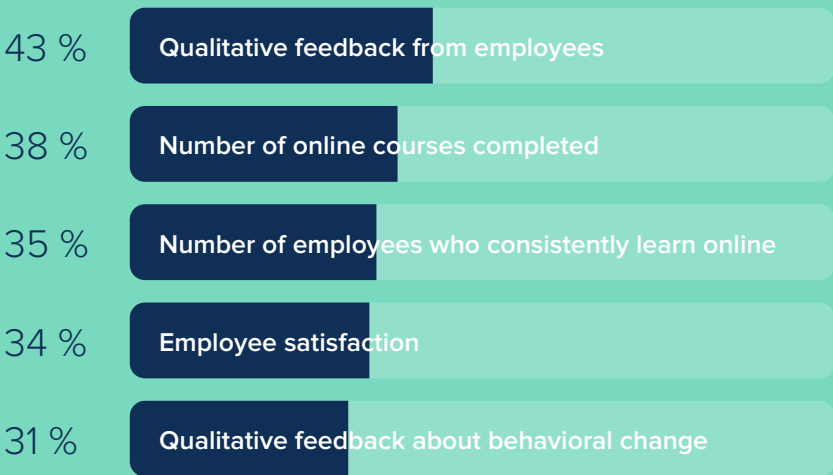 43 % Qualitative feedback from employees
38 % Number of online courses completed
35 % Number of employees who consistently learn online
34 % Employee satisfaction
31 % Qualitative feedback about behavioral change